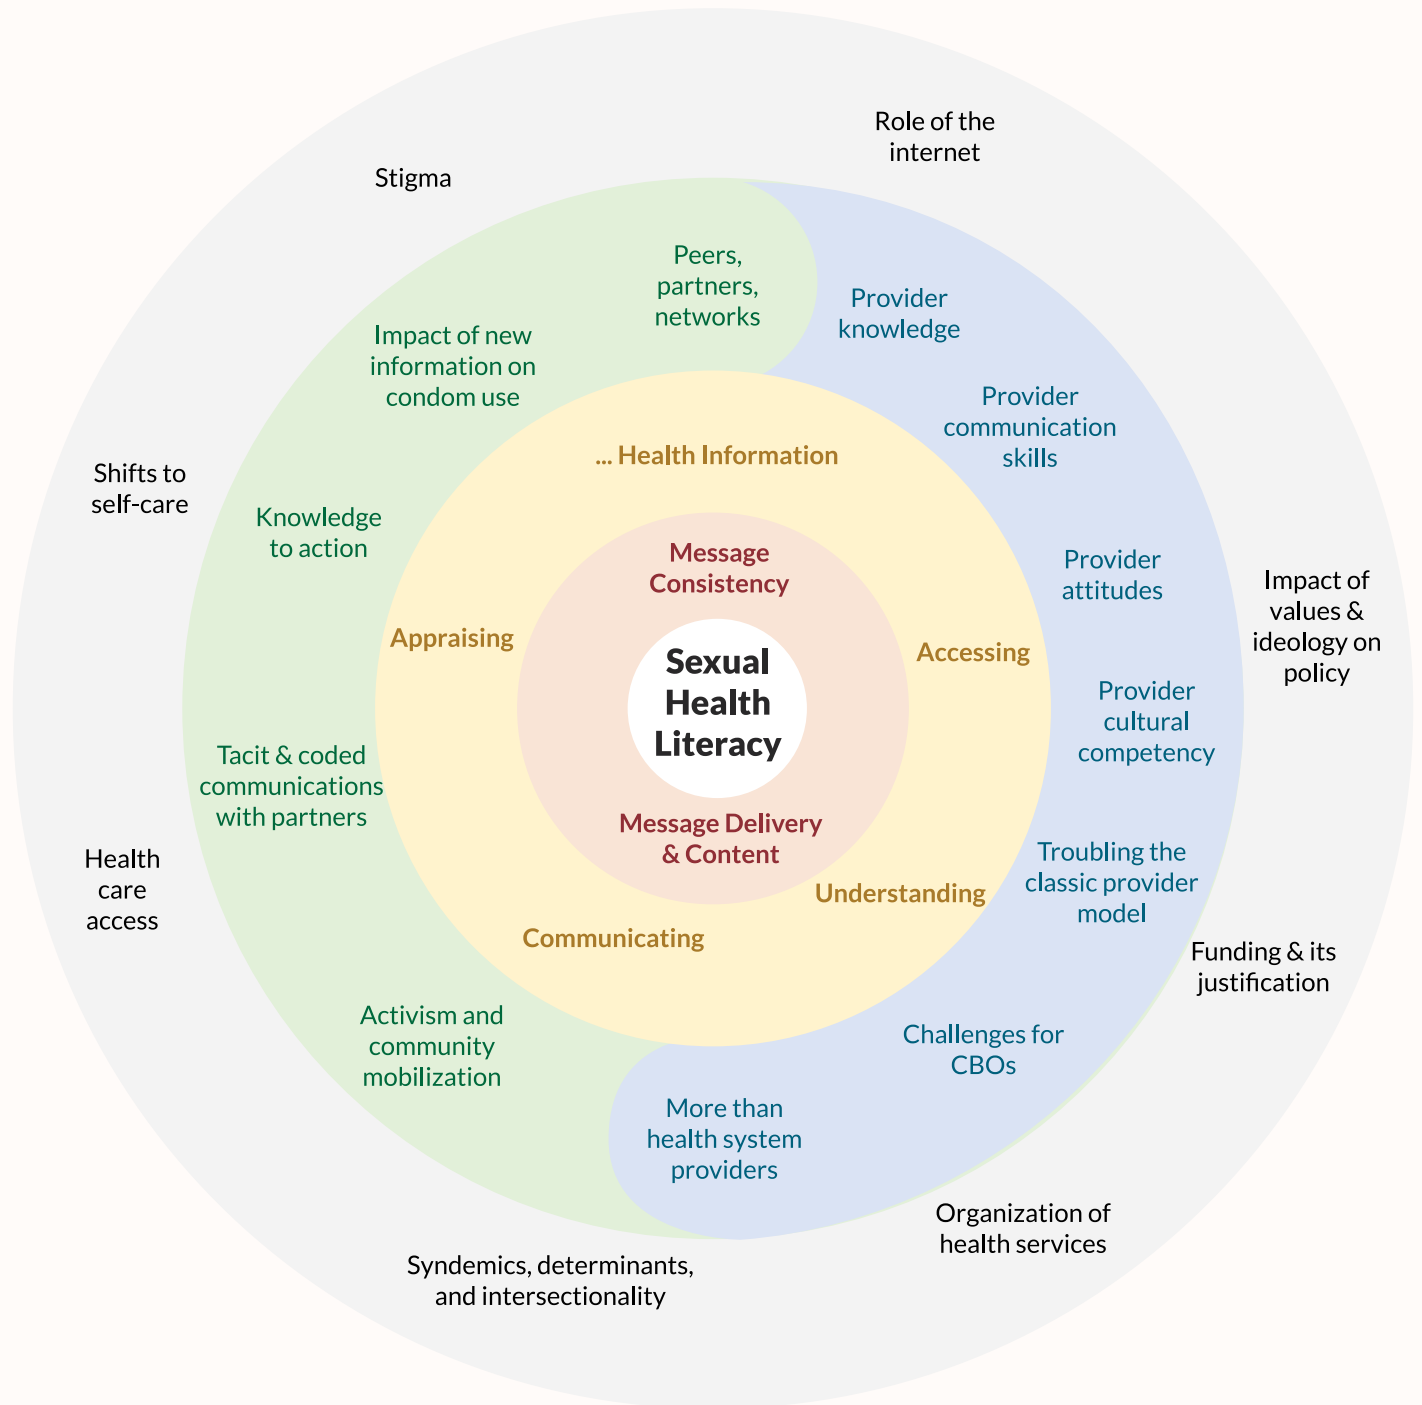 Role of the
internet
Stigma
Peers,
partners,
networks
Provider
knowledge
Impact of new
information on
condom use
Provider
communication
skills
... Health Information
Shifts to
self-care
Knowledge
to action
Message
Consistency
Provider
attitudes
Impact of
values &
ideology on
policy
Appraising
Accessing
Sexual
Health
Literacy
Provider
cultural
competency
Tacit & coded
communications
with partners
Message Delivery
& Content
Troubling the
classic provider
model
Health
care
access
Understanding
Communicating
Funding & its
justification
Activism and
community
mobilization
Challenges for
CBOs
More than
health system
providers
Organization of
health services
Syndemics, determinants,
and intersectionality